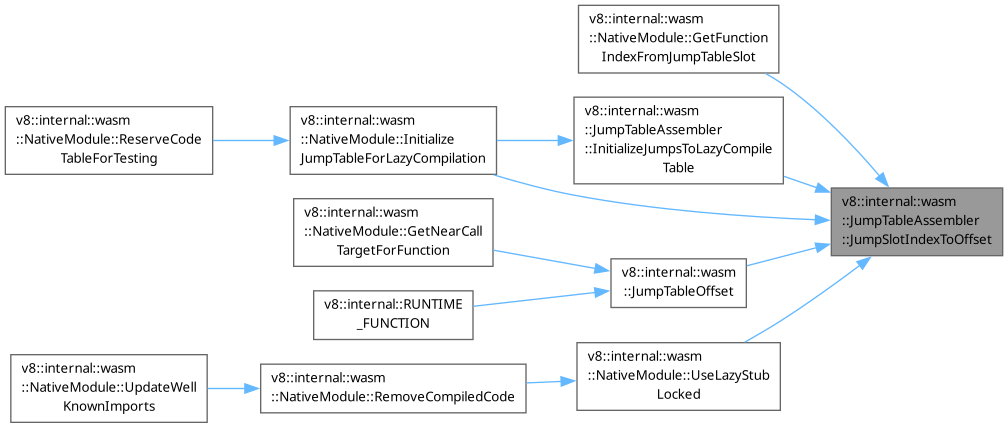 v8::internal::wasm
::NativeModule::GetFunction
IndexFromJumpTableSlot
v8::internal::wasm
::NativeModule::ReserveCode
TableForTesting
v8::internal::wasm
::NativeModule::Initialize
JumpTableForLazyCompilation
v8::internal::wasm
::JumpTableAssembler
::InitializeJumpsToLazyCompile
Table
v8::internal::wasm
::JumpTableAssembler
::JumpSlotIndexToOffset
v8::internal::wasm
::NativeModule::GetNearCall
TargetForFunction
v8::internal::wasm
::JumpTableOffset
v8::internal::RUNTIME
_FUNCTION
v8::internal::wasm
::NativeModule::UseLazyStub
Locked
v8::internal::wasm
::NativeModule::UpdateWell
KnownImports
v8::internal::wasm
::NativeModule::RemoveCompiledCode